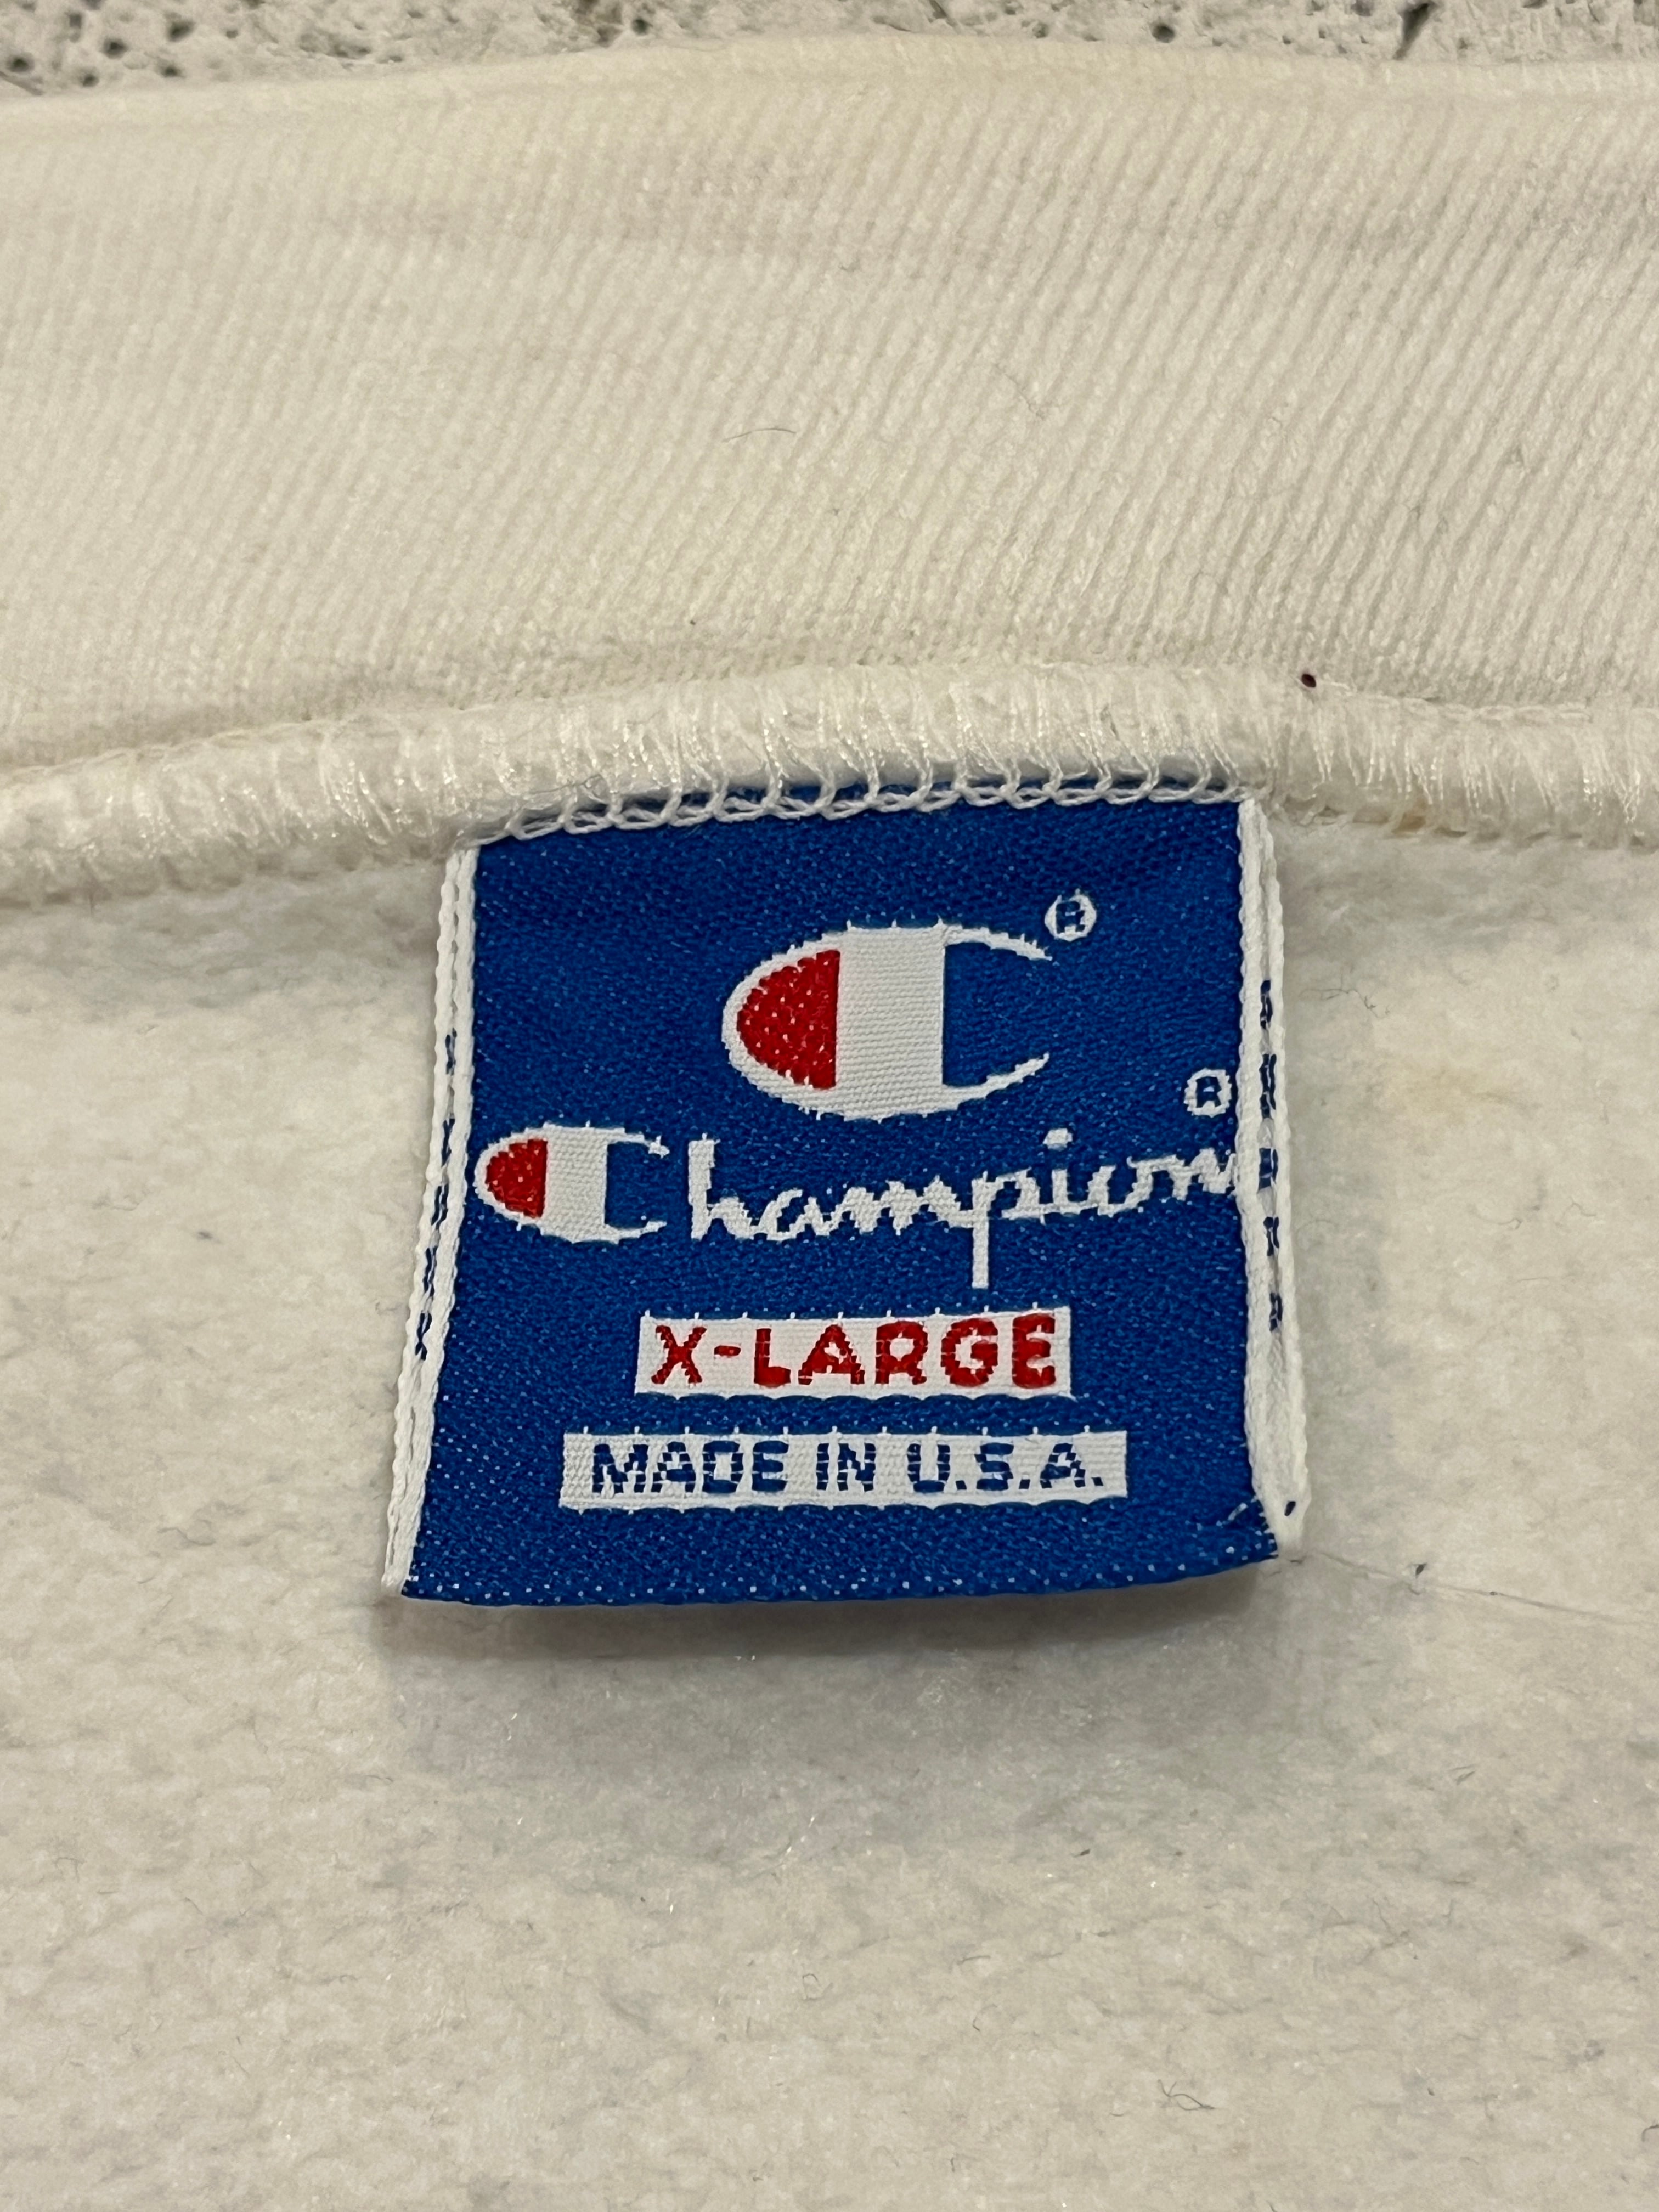 ®
Champion®
X-LARGE
MADE IN U.S.A.